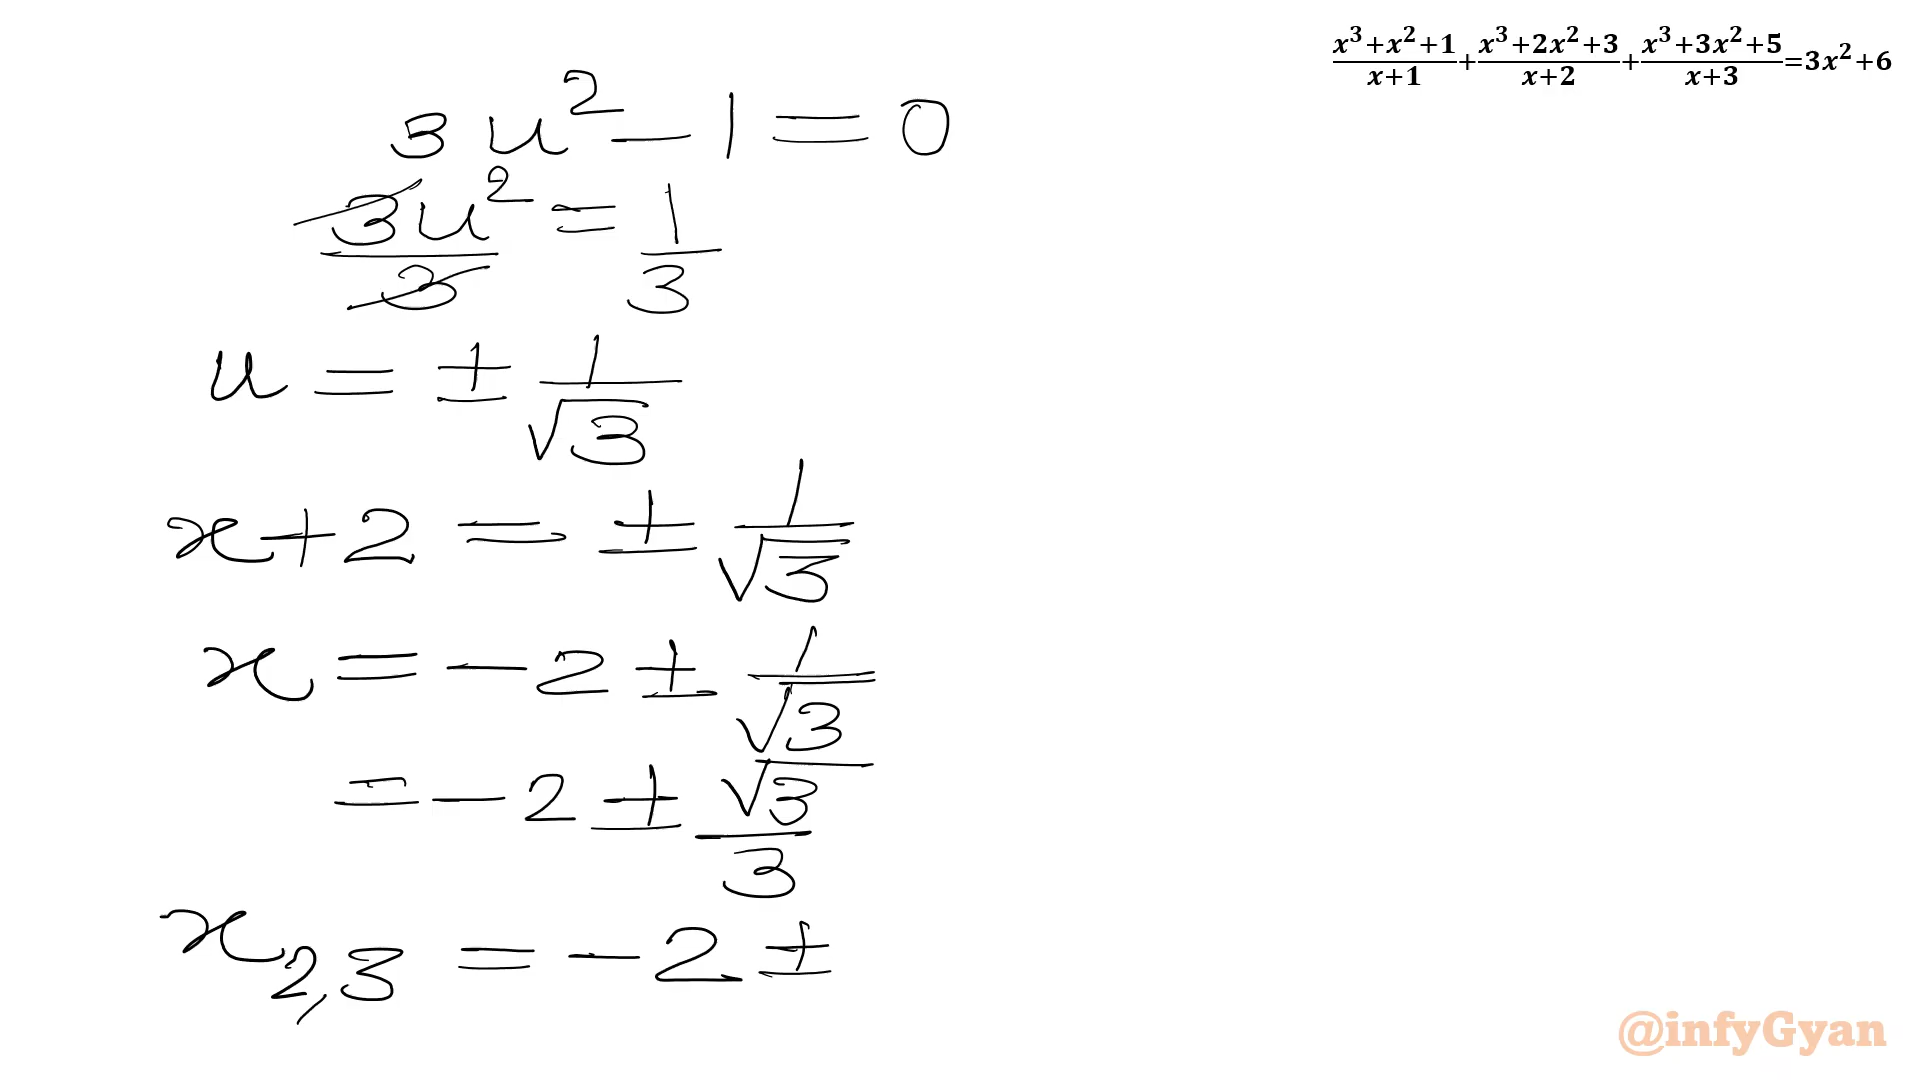 (x³+x²+1)/(x+1)+(x³+2x²+3)/(x+2)+(x³+3x²+5)/(x+3)=3x²+6
3u²-1=0
3u²/3=1/3
u=±1/√3
x+2=±1/√3
x=-2±1/√3
=-2±√3/3
x₂,₃=-2±
@infyGyan